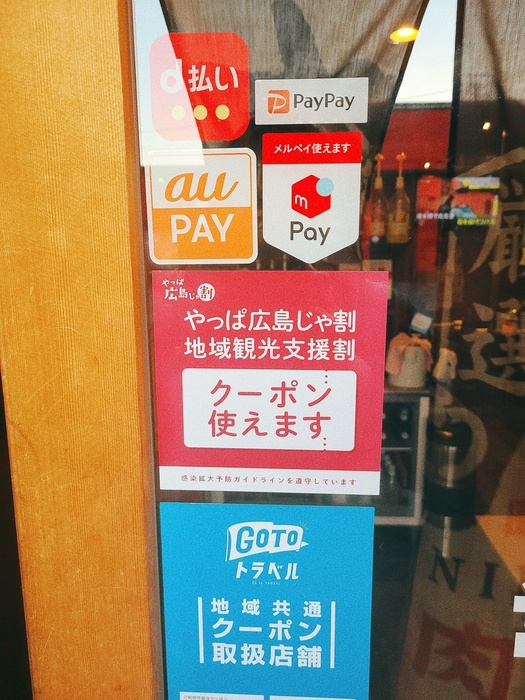 d払い
PayPay
メルペイ使えます
m
Pay
au
PAY
やっぱ
広島じゃ割
やっぱ広島じゃ割
地域観光支援割
クーポン
使えます
感染拡大予防ガイドラインを遵守しています
GOTO
トラベル
地域共通
クーポン
取扱店舗
厳選
NI
肉